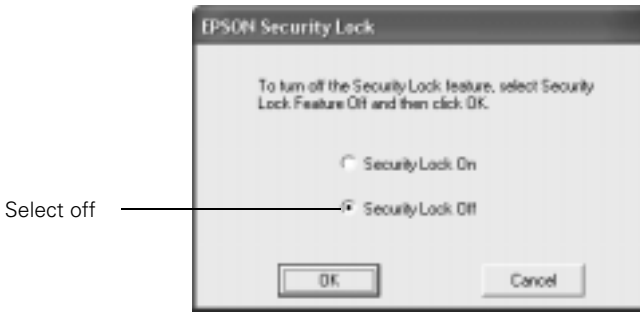 EPSON Security Lock
To turn off the Security Lock feature, select Security
Lock Feature Off and then click OK.
Security Lock On
Select off
Security Lock Off
OK
Cancel